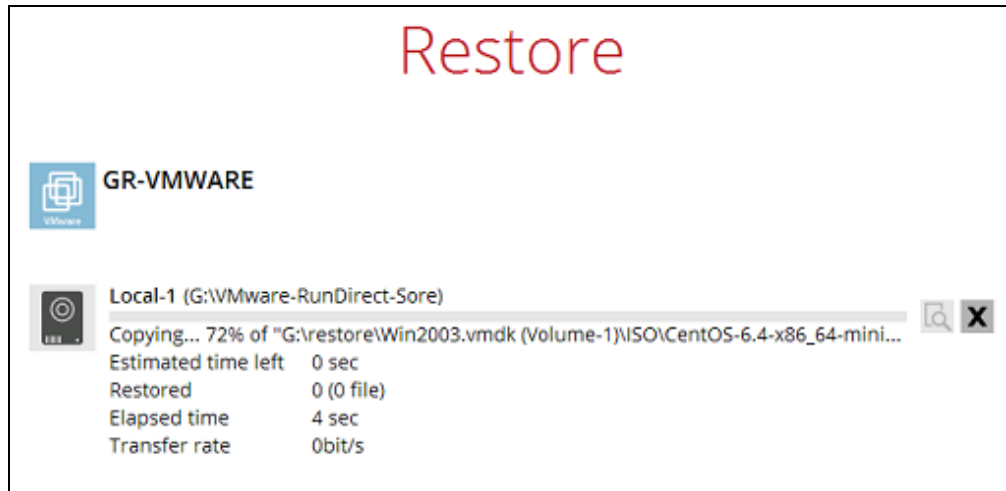 Restore
GR-VMWARE
VMware
Local-1 (G:\VMware-RunDirect-Sore)
Copying... 72% of "G:\restore\Win2003.vmdk (Volume-1)\ISO\CentOS-6.4-x86_64-mini...
Estimated time left 0 sec
Restored 0 (0 file)
Elapsed time 4 sec
Transfer rate 0bit/s